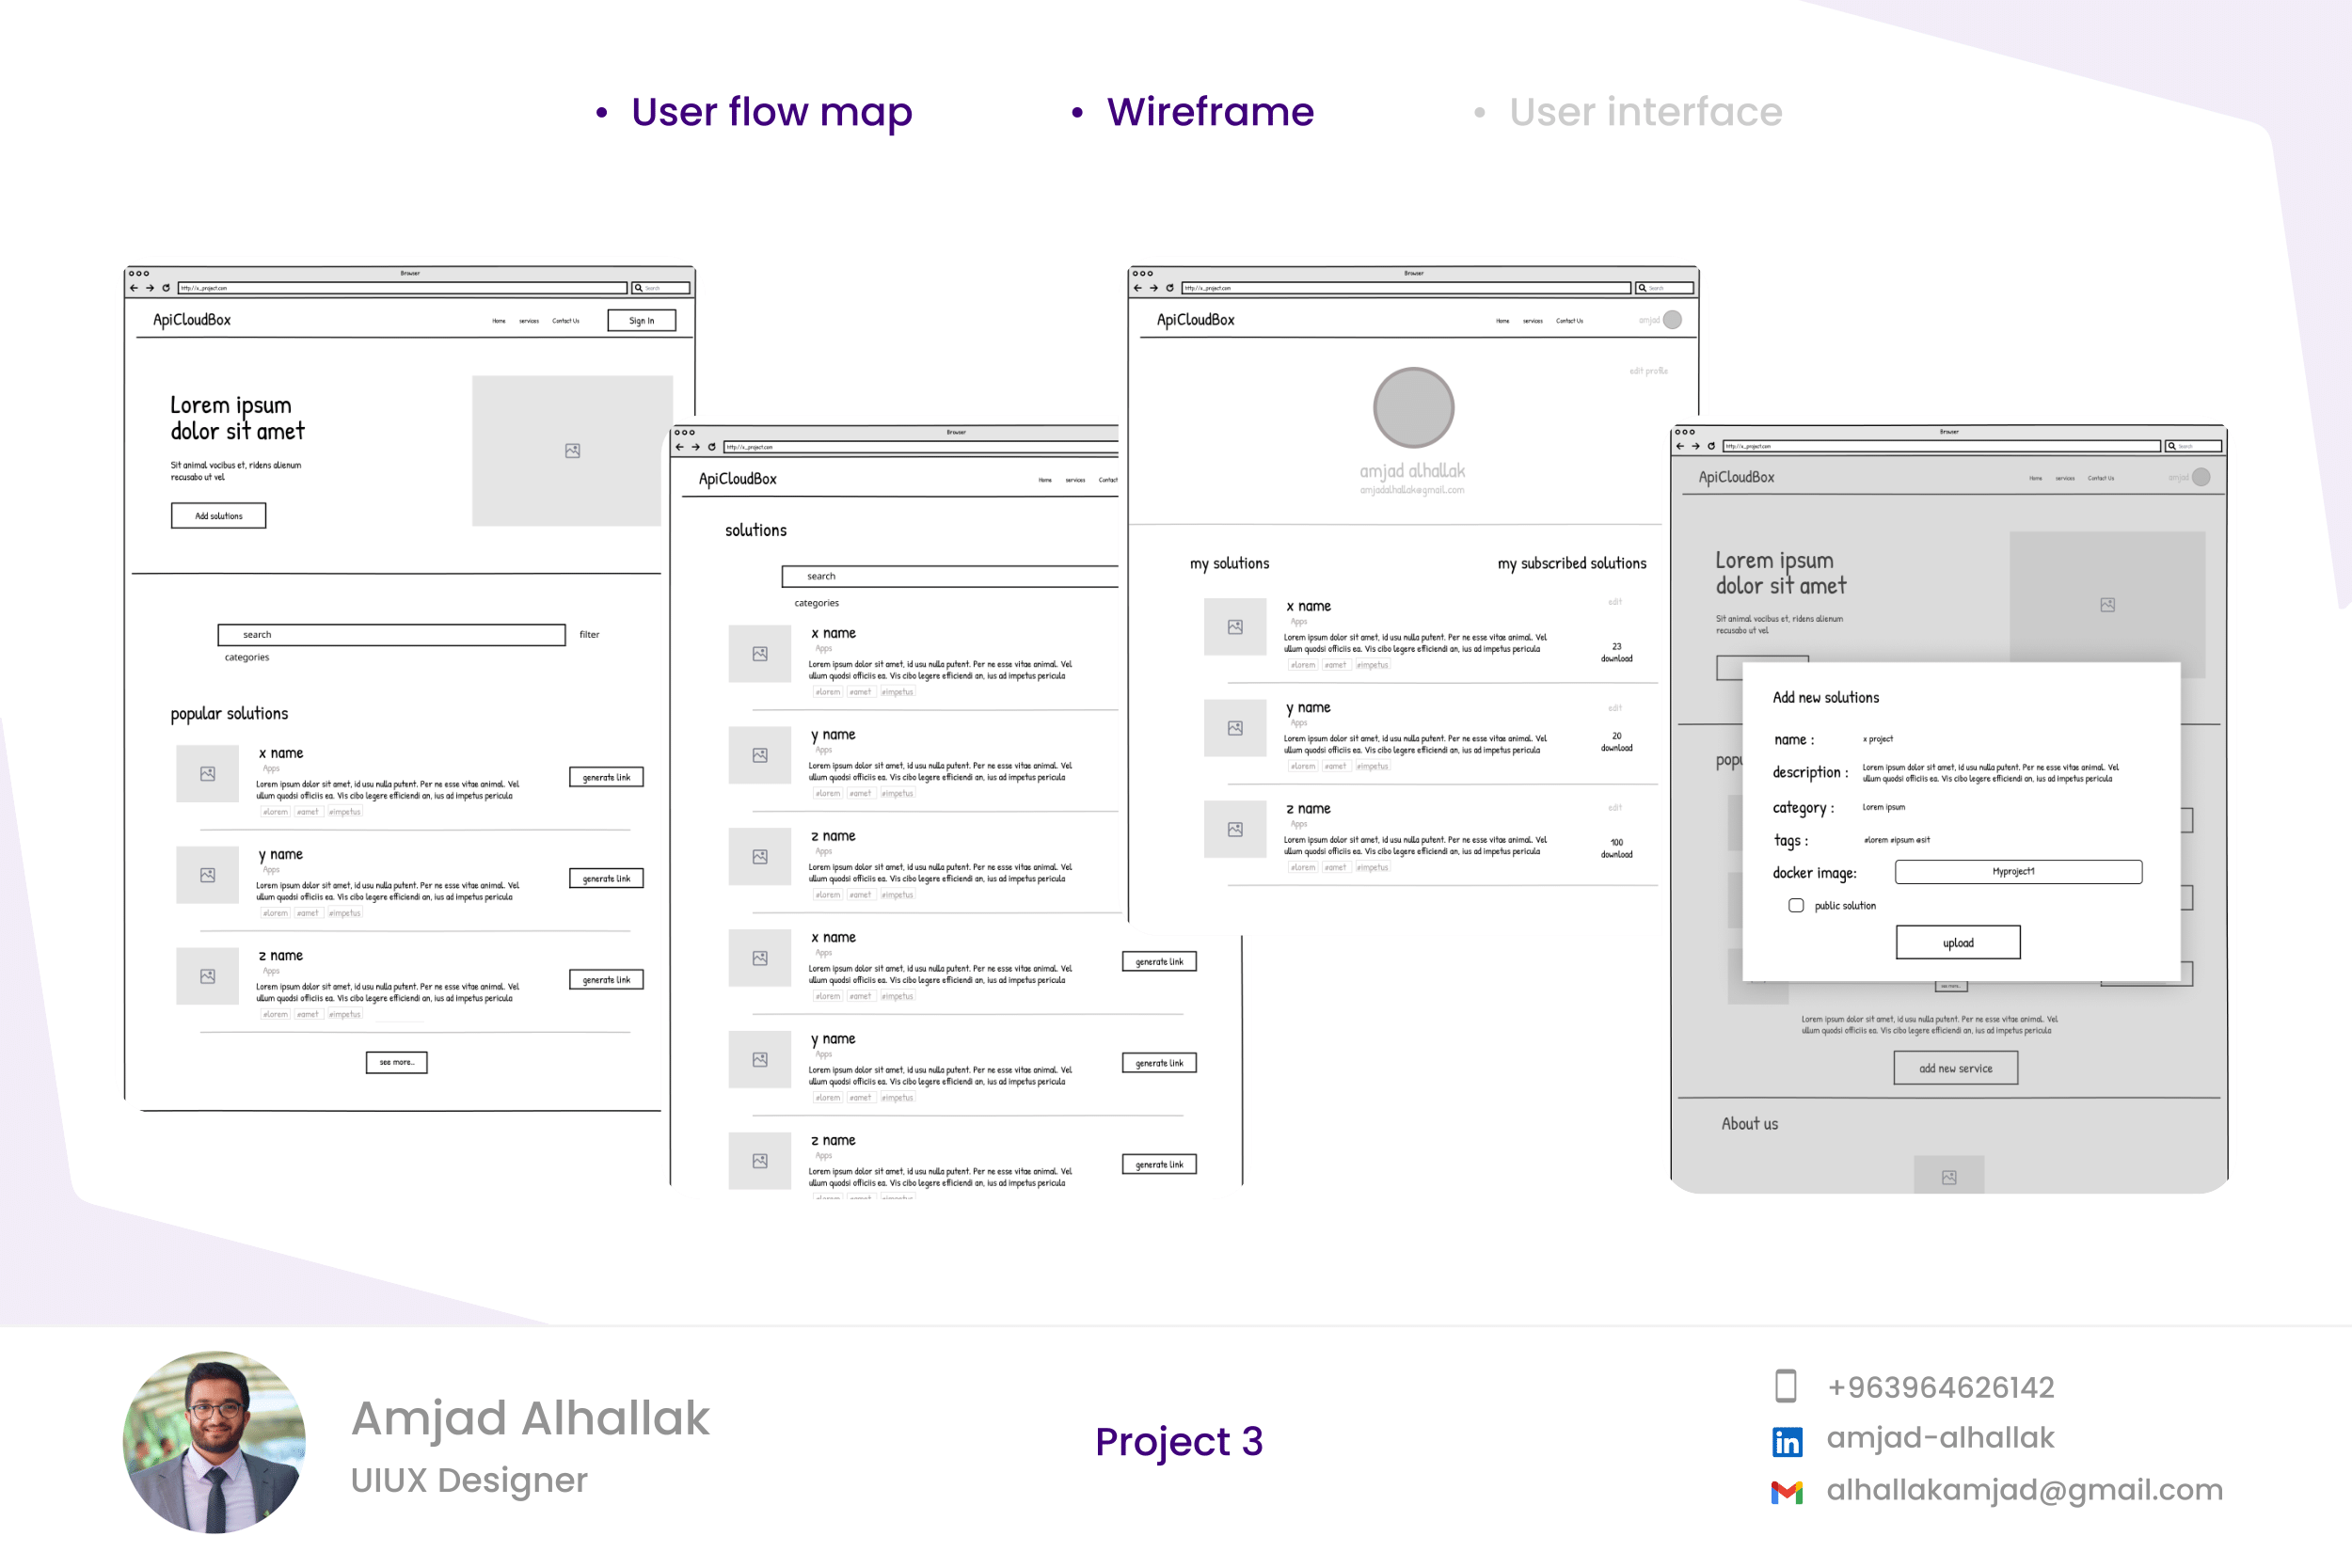 • User flow map
• Wireframe
• User interface
Browser
http://x_project.com
Search
ApiCloudBox
Home
services
Contact Us
Sign In
Lorem ipsum
dolor sit amet
Sit animal vocibus et, ridens alienum
recusabo ut vel
Add solutions
search
filter
categories
popular solutions
x name
Apps
Lorem ipsum dolor sit amet, id usu nulla putent. Per ne esse vitae animal. Vel
ullum quodsi officiis ea. Vis cibo legere efficiendi an, ius ad impetus pericula
#lorem #amet #impetus
generate link
y name
Apps
Lorem ipsum dolor sit amet, id usu nulla putent. Per ne esse vitae animal. Vel
ullum quodsi officiis ea. Vis cibo legere efficiendi an, ius ad impetus pericula
#lorem #amet #impetus
generate link
z name
Apps
Lorem ipsum dolor sit amet, id usu nulla putent. Per ne esse vitae animal. Vel
ullum quodsi officiis ea. Vis cibo legere efficiendi an, ius ad impetus pericula
#lorem #amet #impetus
generate link
see more..
Browser
http://x_project.com
ApiCloudBox
Home
services
Contact
solutions
search
categories
x name
Apps
Lorem ipsum dolor sit amet, id usu nulla putent. Per ne esse vitae animal. Vel
ullum quodsi officiis ea. Vis cibo legere efficiendi an, ius ad impetus pericula
#lorem #amet #impetus
y name
Apps
Lorem ipsum dolor sit amet, id usu nulla putent. Per ne esse vitae animal. Vel
ullum quodsi officiis ea. Vis cibo legere efficiendi an, ius ad impetus pericula
#lorem #amet #impetus
z name
Apps
Lorem ipsum dolor sit amet, id usu nulla putent. Per ne esse vitae animal. Vel
ullum quodsi officiis ea. Vis cibo legere efficiendi an, ius ad impetus pericula
#lorem #amet #impetus
x name
Apps
Lorem ipsum dolor sit amet, id usu nulla putent. Per ne esse vitae animal. Vel
ullum quodsi officiis ea. Vis cibo legere efficiendi an, ius ad impetus pericula
#lorem #amet #impetus
generate link
y name
Apps
Lorem ipsum dolor sit amet, id usu nulla putent. Per ne esse vitae animal. Vel
ullum quodsi officiis ea. Vis cibo legere efficiendi an, ius ad impetus pericula
#lorem #amet #impetus
generate link
z name
Apps
Lorem ipsum dolor sit amet, id usu nulla putent. Per ne esse vitae animal. Vel
ullum quodsi officiis ea. Vis cibo legere efficiendi an, ius ad impetus pericula
#lorem #amet #impetus
generate link
Browser
http://x_project.com
Search
ApiCloudBox
Home
services
Contact Us
amjad
edit profile
amjad alhallak
amjadalhallak@gmail.com
my solutions
my subscribed solutions
x name
Apps
Lorem ipsum dolor sit amet, id usu nulla putent. Per ne esse vitae animal. Vel
ullum quodsi officiis ea. Vis cibo legere efficiendi an, ius ad impetus pericula
#lorem #amet #impetus
edit
23
download
y name
Apps
Lorem ipsum dolor sit amet, id usu nulla putent. Per ne esse vitae animal. Vel
ullum quodsi officiis ea. Vis cibo legere efficiendi an, ius ad impetus pericula
#lorem #amet #impetus
edit
20
download
z name
Apps
Lorem ipsum dolor sit amet, id usu nulla putent. Per ne esse vitae animal. Vel
ullum quodsi officiis ea. Vis cibo legere efficiendi an, ius ad impetus pericula
#lorem #amet #impetus
edit
100
download
Browser
http://x_project.com
Search
ApiCloudBox
Home
services
Contact Us
amjad
Lorem ipsum
dolor sit amet
Sit animal vocibus et, ridens alienum
recusabo ut vel
popu
Add new solutions
name : x project
description : Lorem ipsum dolor sit amet, id usu nulla putent. Per ne esse vitae animal. Vel
ullum quodsi officiis ea. Vis cibo legere efficiendi an, ius ad impetus pericula
category : Lorem ipsum
tags : #lorem #ipsum #sit
docker image: Myproject1
public solution
upload
see more..
Lorem ipsum dolor sit amet, id usu nulla putent. Per ne esse vitae animal. Vel
ullum quodsi officiis ea. Vis cibo legere efficiendi an, ius ad impetus pericula
add new service
About us
Amjad Alhallak
UIUX Designer
Project 3
+963964626142
in
amjad-alhallak
alhallakamjad@gmail.com